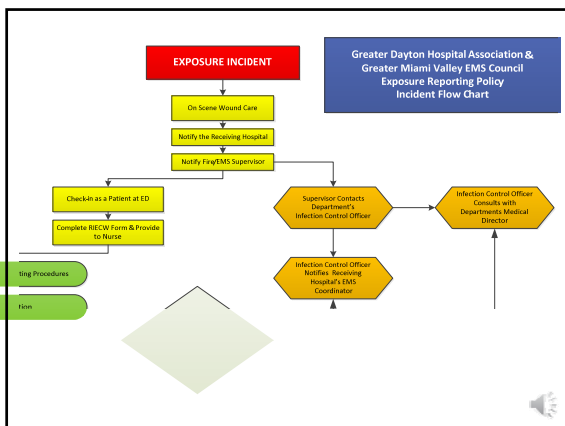 EXPOSURE INCIDENT
Greater Dayton Hospital Association &
Greater Miami Valley EMS Council
Exposure Reporting Policy
Incident Flow Chart
On Scene Wound Care
Notify the Receiving Hospital
Notify Fire/EMS Supervisor
Check-in as a Patient at ED
Supervisor Contacts
Department's
Infection Control Officer
Infection Control Officer
Consults with
Departments Medical
Director
Complete RIECW Form & Provide
to Nurse
Infection Control Officer
Notifies Receiving
Hospital's EMS
Coordinator
ting Procedures
tion